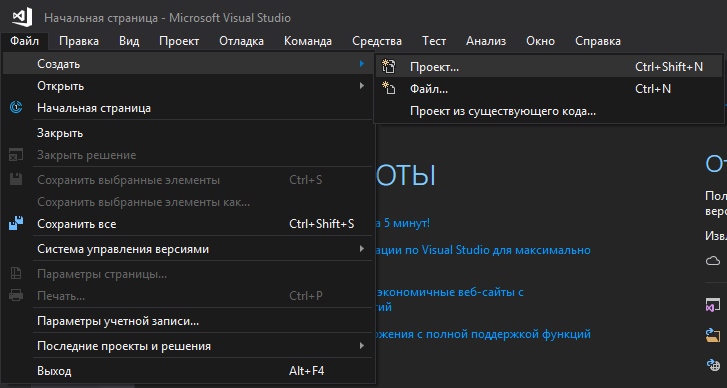 Начальная страница - Microsoft Visual Studio
Файл Правка Вид Проект Отладка Команда Средства Тест Анализ Окно Справка
Создать
Проект... Ctrl+Shift+N
Открыть
Файл... Ctrl+N
Начальная страница
Проект из существующего кода...
Закрыть
Закрыть решение
Сохранить выбранные элементы Ctrl+S
Сохранить выбранные элементы как...
Сохранить все Ctrl+Shift+S
Система управления версиями
Параметры страницы...
Печать... Ctrl+P
Параметры учетной записи...
Последние проекты и решения
Выход Alt+F4
ОТЫ
а 5 минут!
ации по Visual Studio для максимально
экономичные веб-сайты с
гий
ожения с полной поддержкой функций
От
Пол
верс
Извл